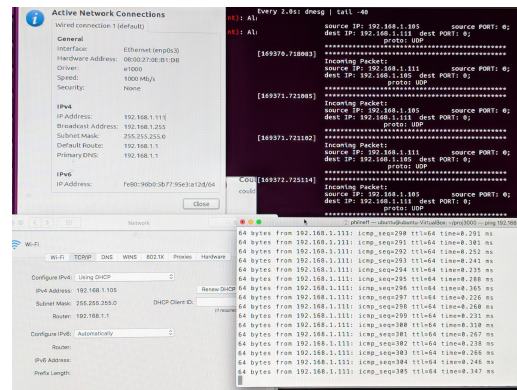 Active Network Connections
Wired connection 1 (default)
General
Interface: Ethernet (enp0s3)
Hardware Address: 08:00:27:0E:B1:DB
Driver: e1000
Speed: 1000 Mb/s
Security: None
IPv4
IP Address: 192.168.1.111
Broadcast Address: 192.168.1.255
Subnet Mask: 255.255.255.0
Default Route: 192.168.1.1
Primary DNS: 192.168.1.1
IPv6
IP Address: fe80::96b0:5b77:95e3:a12d/64
Close
Every 2.0s: dmesg | tail -40
source IP: 192.168.1.105 source PORT: 0;
dest IP: 192.168.1.111 dest PORT: 0;
proto: UDP
**************************************************
[169370.718083]
Incoming Packet:
source IP: 192.168.1.111 source PORT: 0;
dest IP: 192.168.1.105 dest PORT: 0;
proto: UDP
**************************************************
[169371.721085]
Incoming Packet:
source IP: 192.168.1.105 source PORT: 0;
dest IP: 192.168.1.111 dest PORT: 0;
proto: UDP
**************************************************
[169371.721102]
Incoming Packet:
source IP: 192.168.1.111 source PORT: 0;
dest IP: 192.168.1.105 dest PORT: 0;
proto: UDP
**************************************************
[169372.725114]
Incoming Packet:
source IP: 192.168.1.105 source PORT: 0;
dest IP: 192.168.1.111 dest PORT: 0;
proto: UDP
**************************************************
could
Network
Wi-Fi
Wi-Fi TCP/IP DNS WINS 802.1X Proxies Hardware
Configure IPv4: Using DHCP
IPv4 Address: 192.168.1.105 Renew DHCP
Subnet Mask: 255.255.255.0 DHCP Client ID:
Router: 192.168.1.1
Configure IPv6: Automatically
Router:
IPv6 Address:
Prefix Length:
64 bytes from 192.168.1.111: icmp_seq=290 ttl=64 time=0.291 ms
64 bytes from 192.168.1.111: icmp_seq=291 ttl=64 time=0.301 ms
64 bytes from 192.168.1.111: icmp_seq=292 ttl=64 time=0.252 ms
64 bytes from 192.168.1.111: icmp_seq=293 ttl=64 time=0.241 ms
64 bytes from 192.168.1.111: icmp_seq=294 ttl=64 time=0.235 ms
64 bytes from 192.168.1.111: icmp_seq=295 ttl=64 time=0.288 ms
64 bytes from 192.168.1.111: icmp_seq=296 ttl=64 time=0.365 ms
64 bytes from 192.168.1.111: icmp_seq=297 ttl=64 time=0.226 ms
64 bytes from 192.168.1.111: icmp_seq=298 ttl=64 time=0.260 ms
64 bytes from 192.168.1.111: icmp_seq=299 ttl=64 time=0.231 ms
64 bytes from 192.168.1.111: icmp_seq=300 ttl=64 time=0.310 ms
64 bytes from 192.168.1.111: icmp_seq=301 ttl=64 time=0.267 ms
64 bytes from 192.168.1.111: icmp_seq=302 ttl=64 time=0.238 ms
64 bytes from 192.168.1.111: icmp_seq=303 ttl=64 time=0.266 ms
64 bytes from 192.168.1.111: icmp_seq=304 ttl=64 time=0.246 ms
64 bytes from 192.168.1.111: icmp_seq=305 ttl=64 time=0.347 ms